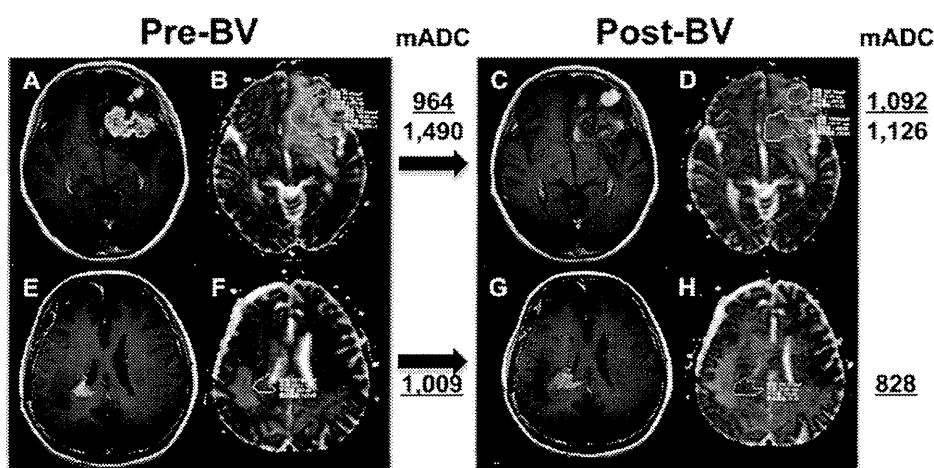 Pre-BV
mADC
Post-BV
mADC
A
B
964
1,490
C
D
1,092
1,126
E
F
1,009
G
H
828